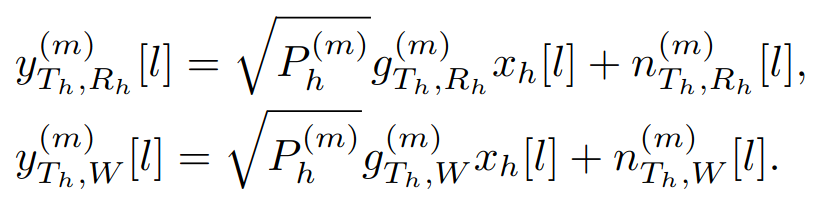 $y_{T_h,R_h}^{(m)}[l] = \sqrt{P_h^{(m)}} g_{T_h,R_h}^{(m)} x_h[l] + n_{T_h,R_h}^{(m)}[l],$
$y_{T_h,W}^{(m)}[l] = \sqrt{P_h^{(m)}} g_{T_h,W}^{(m)} x_h[l] + n_{T_h,W}^{(m)}[l].$